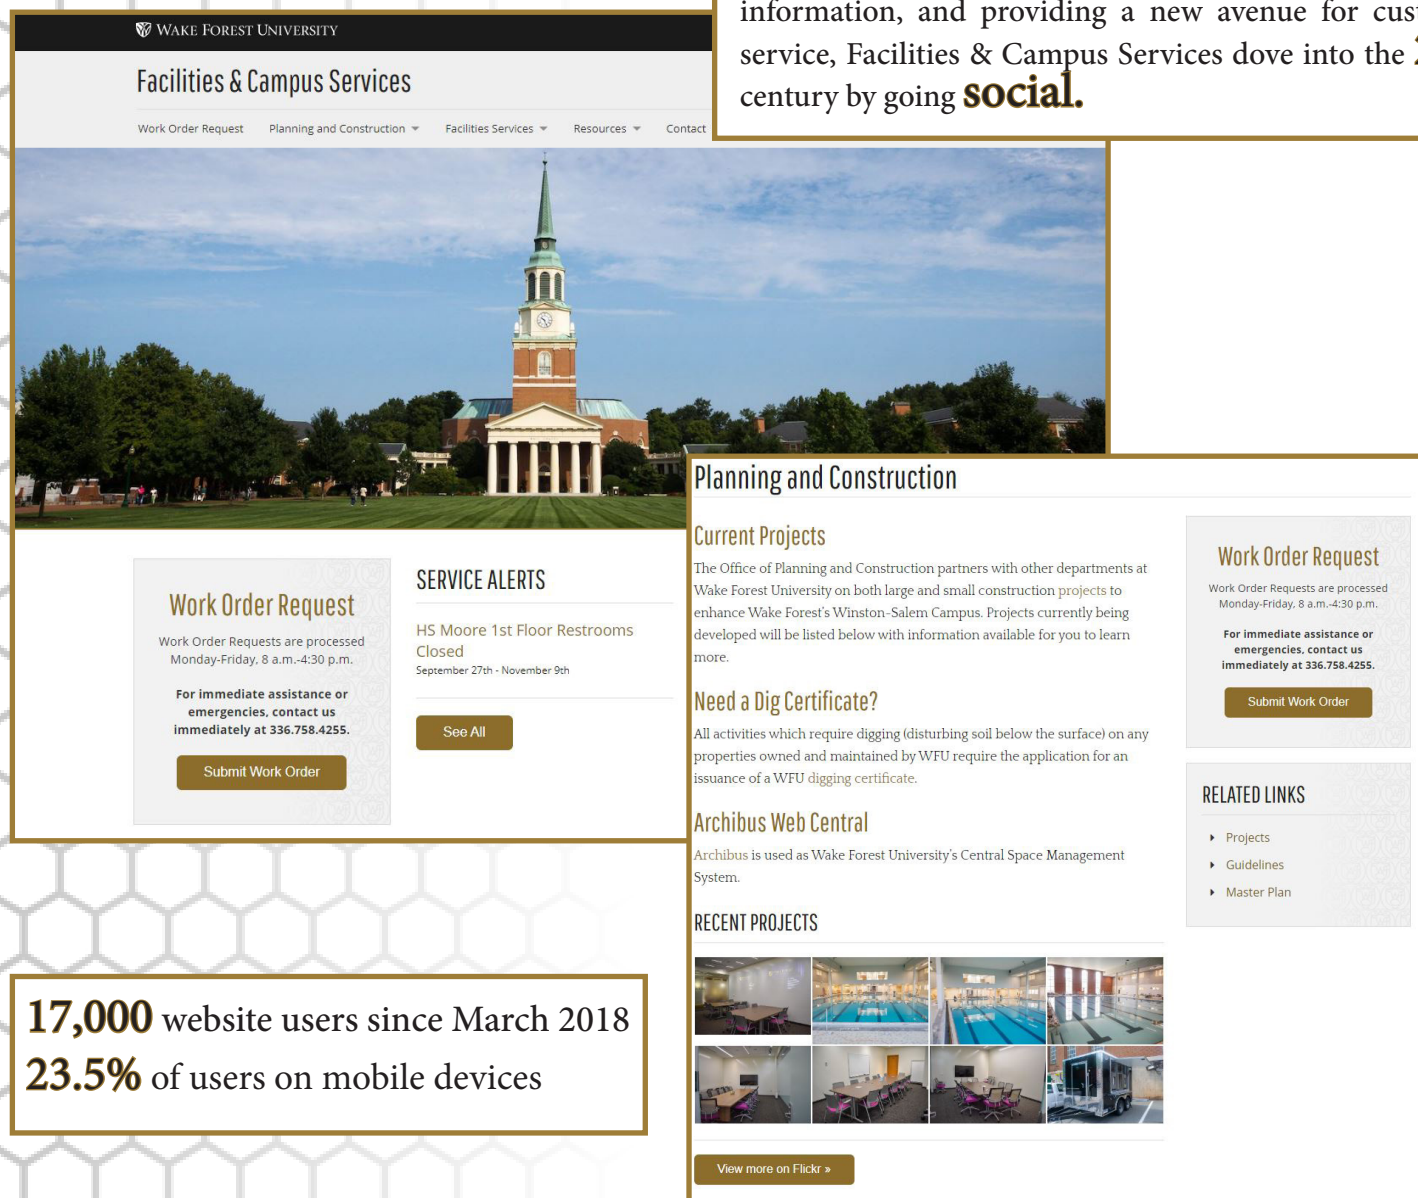 information, and providing a new avenue for
service, Facilities & Campus Services dove into the
century by going social.
WAKE FOREST UNIVERSITY
Facilities & Campus Services
Work Order Request Planning and Construction Facilities Services Resources Contact
Work Order Request
Work Order Requests are processed
Monday-Friday, 8 a.m.-4:30 p.m.
For immediate assistance or
emergencies, contact us
immediately at 336.758.4255.
Submit Work Order
SERVICE ALERTS
HS Moore 1st Floor Restrooms
Closed
September 27th - November 9th
See All
Planning and Construction
Current Projects
The Office of Planning and Construction partners with other departments at
Wake Forest University on both large and small construction projects to
enhance Wake Forest's Winston-Salem Campus. Projects currently being
developed will be listed below with information available for you to learn
more.
Need a Dig Certificate?
All activities which require digging (disturbing soil below the surface) on any
properties owned and maintained by WFU require the application for an
issuance of a WFU digging certificate.
Archibus Web Central
Archibus is used as Wake Forest University's Central Space Management
System.
RECENT PROJECTS
View more on Flickr »
Work Order Request
Work Order Requests are processed
Monday-Friday, 8 a.m.-4:30 p.m.
For immediate assistance or
emergencies, contact us
immediately at 336.758.4255.
Submit Work Order
RELATED LINKS
Projects
Guidelines
Master Plan
17,000 website users since March 2018
23.5% of users on mobile devices